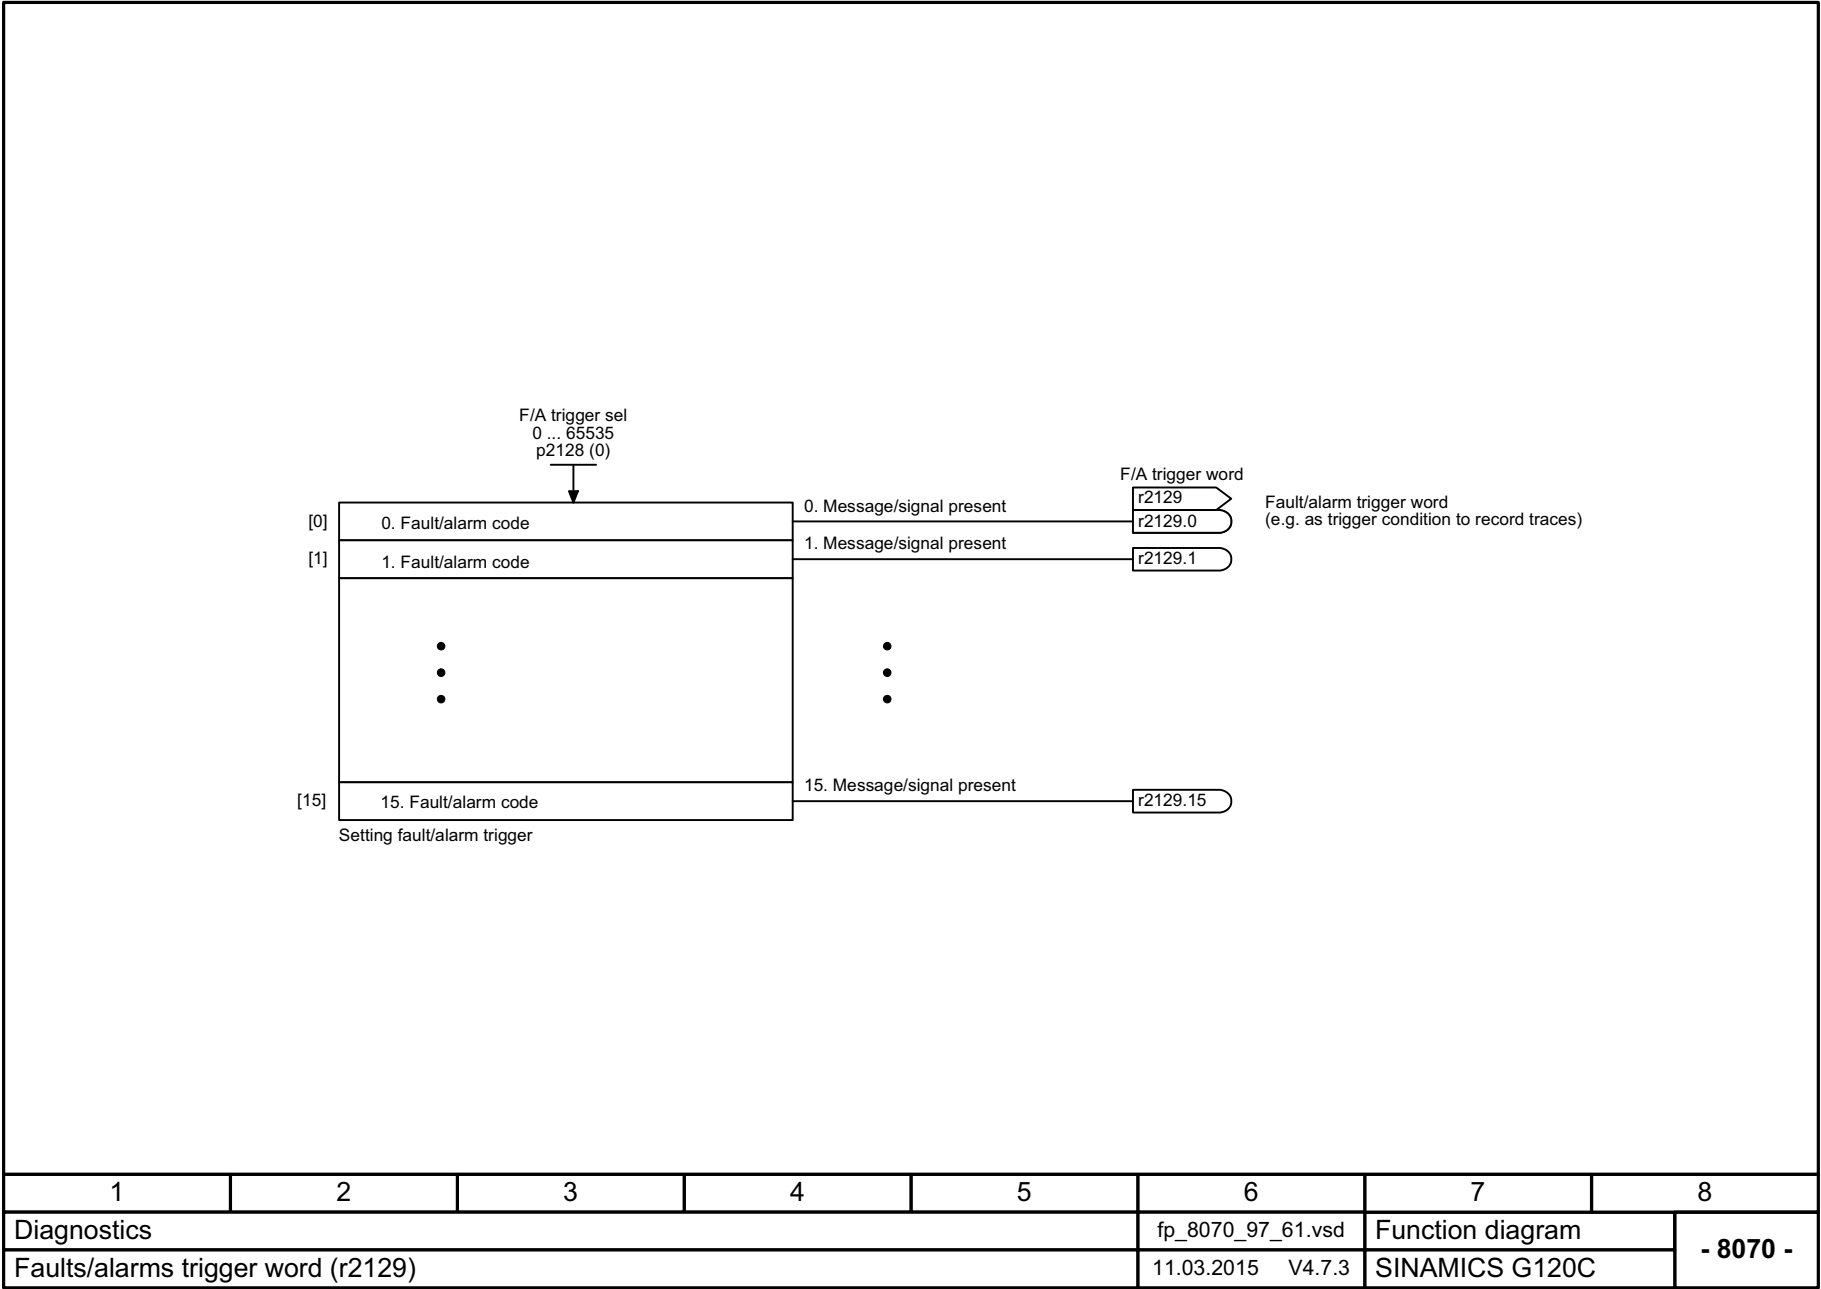 F/A trigger sel
0 ... 65535
p2128 (0)
F/A trigger word
r2129
0. Message/signal present
Fault/alarm trigger word
[0]
0. Fault/alarm code
r2129.0
(e.g. as trigger condition to record traces)
1. Message/signal present
[1]
1. Fault/alarm code
r2129.1
15. Message/signal present
[15]
15. Fault/alarm code
r2129.15
Setting fault/alarm trigger
1 2 3 4 5 6 7 8
Diagnostics
fp_8070_97_61.vsd
Function diagram
- 8070 -
Faults/alarms trigger word (r2129)
11.03.2015 V4.7.3
SINAMICS G120C